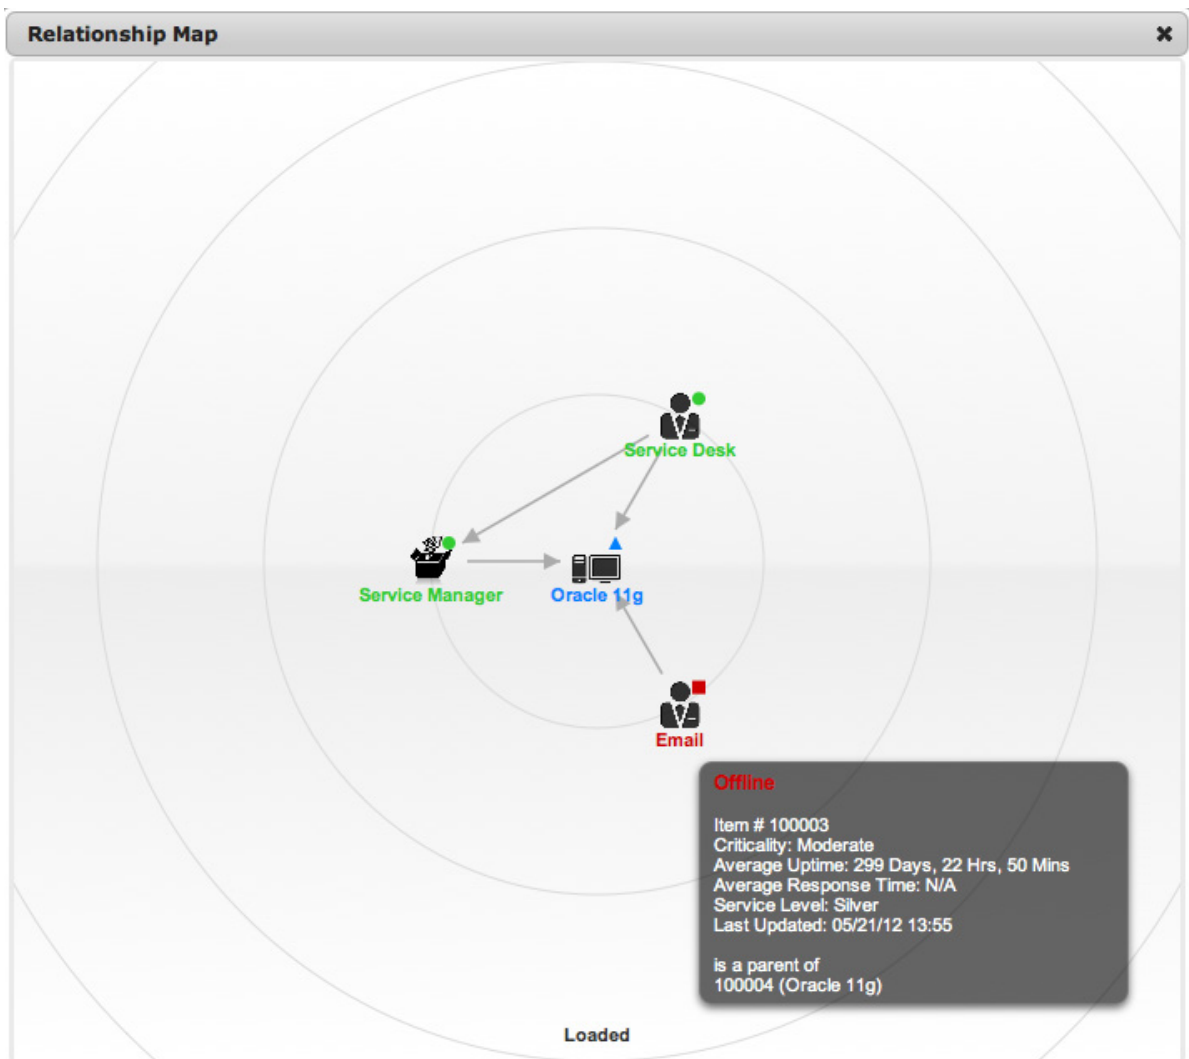 Relationship Map
Service Desk
Service Manager
Oracle 11g
Email
Offline
Item # 100003
Criticality: Moderate
Average Uptime: 299 Days, 22 Hrs, 50 Mins
Average Response Time: N/A
Service Level: Silver
Last Updated: 05/21/12 13:55
is a parent of
100004 (Oracle 11g)
Loaded